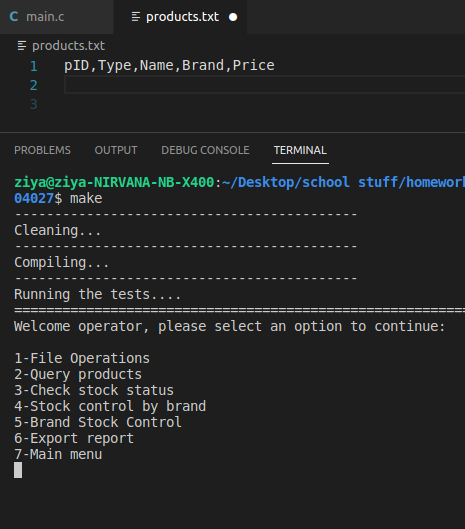 C main.c products.txt
products.txt
1 pID,Type,Name,Brand,Price
2
3
PROBLEMS OUTPUT DEBUG CONSOLE TERMINAL
ziya@ziya-NIRVANA-NB-X400:~/Desktop/school stuff/homework
04027$ make
-------------------------------------------
Cleaning...
-------------------------------------------
Compiling...
-------------------------------------------
Running the tests....
=========================================================
Welcome operator, please select an option to continue:
1-File Operations
2-Query products
3-Check stock status
4-Stock control by brand
5-Brand Stock Control
6-Export report
7-Main menu